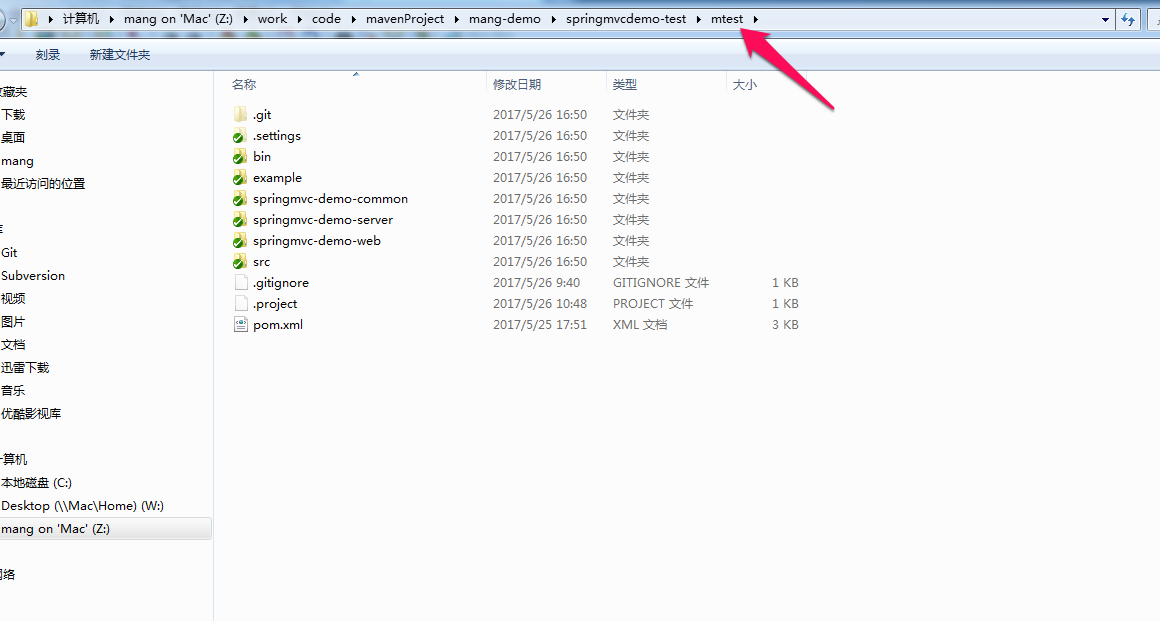 计算机 mang on 'Mac' (Z:) work code mavenProject mang-demo springmvcdemo-test mtest
刻录 新建文件夹
收藏夹
下载
桌面
mang
最近访问的位置
库
Git
Subversion
视频
图片
文档
迅雷下载
音乐
优酷影视库
计算机
本地磁盘 (C:)
Desktop (\\Mac\Home) (W:)
mang on 'Mac' (Z:)
网络
名称 修改日期 类型 大小
.git 2017/5/26 16:50 文件夹
.settings 2017/5/26 16:50 文件夹
bin 2017/5/26 16:50 文件夹
example 2017/5/26 16:50 文件夹
springmvc-demo-common 2017/5/26 16:50 文件夹
springmvc-demo-server 2017/5/26 16:50 文件夹
springmvc-demo-web 2017/5/26 16:50 文件夹
src 2017/5/26 16:50 文件夹
.gitignore 2017/5/26 9:40 GITIGNORE 文件 1 KB
.project 2017/5/26 10:48 PROJECT 文件 1 KB
pom.xml 2017/5/25 17:51 XML 文档 3 KB